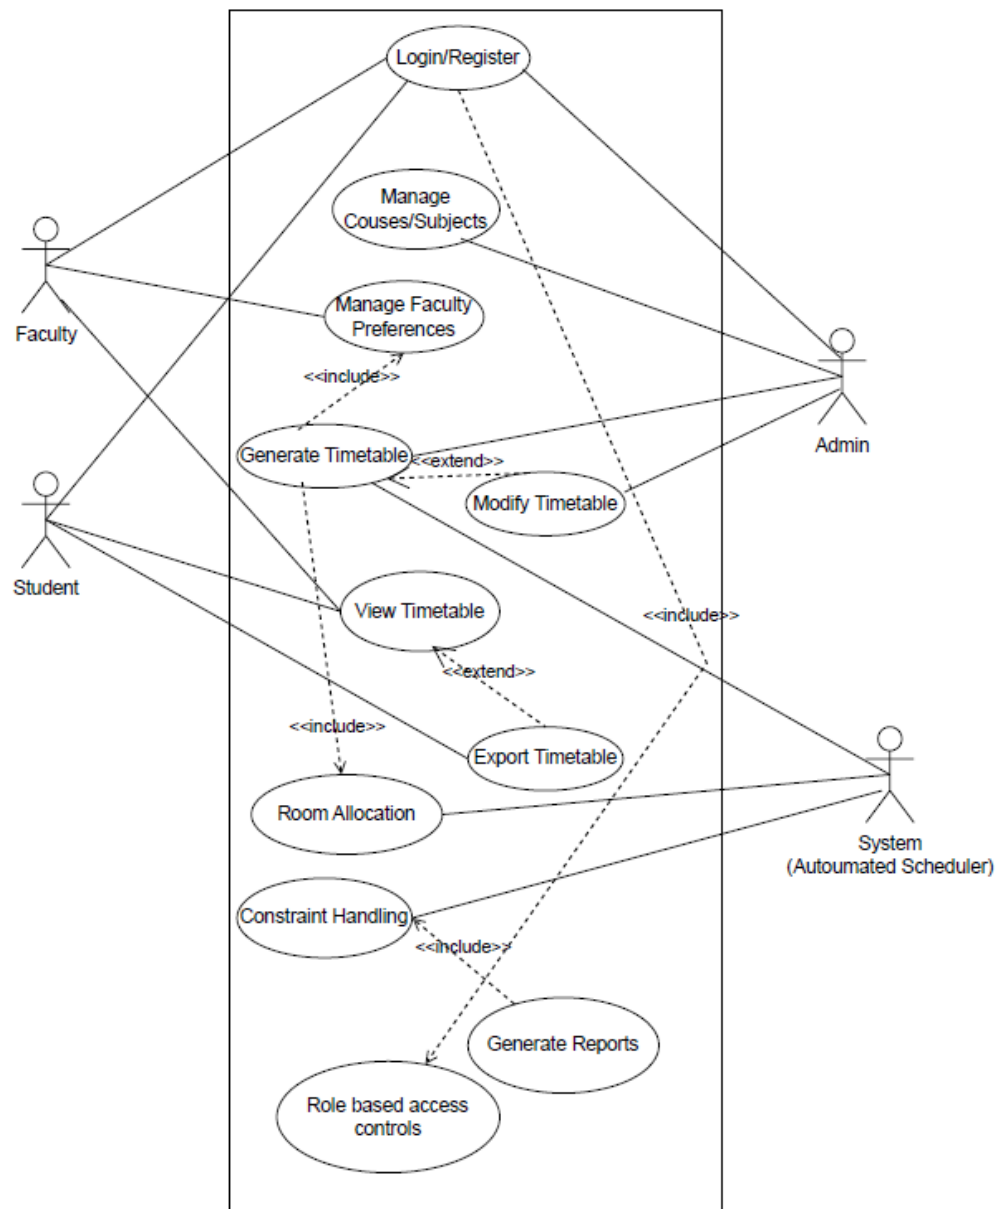 Login/Register
Manage
Couses/Subjects
Manage Faculty
Preferences
Faculty
<<include>>
Admin
Generate Timetable
<<extend>>
Modify Timetable
Student
View Timetable
<<include>>
<<extend>>
<<include>>
Export Timetable
Room Allocation
System
(Autoumated Scheduler)
Constraint Handling
<<include>>
Generate Reports
Role based access
controls